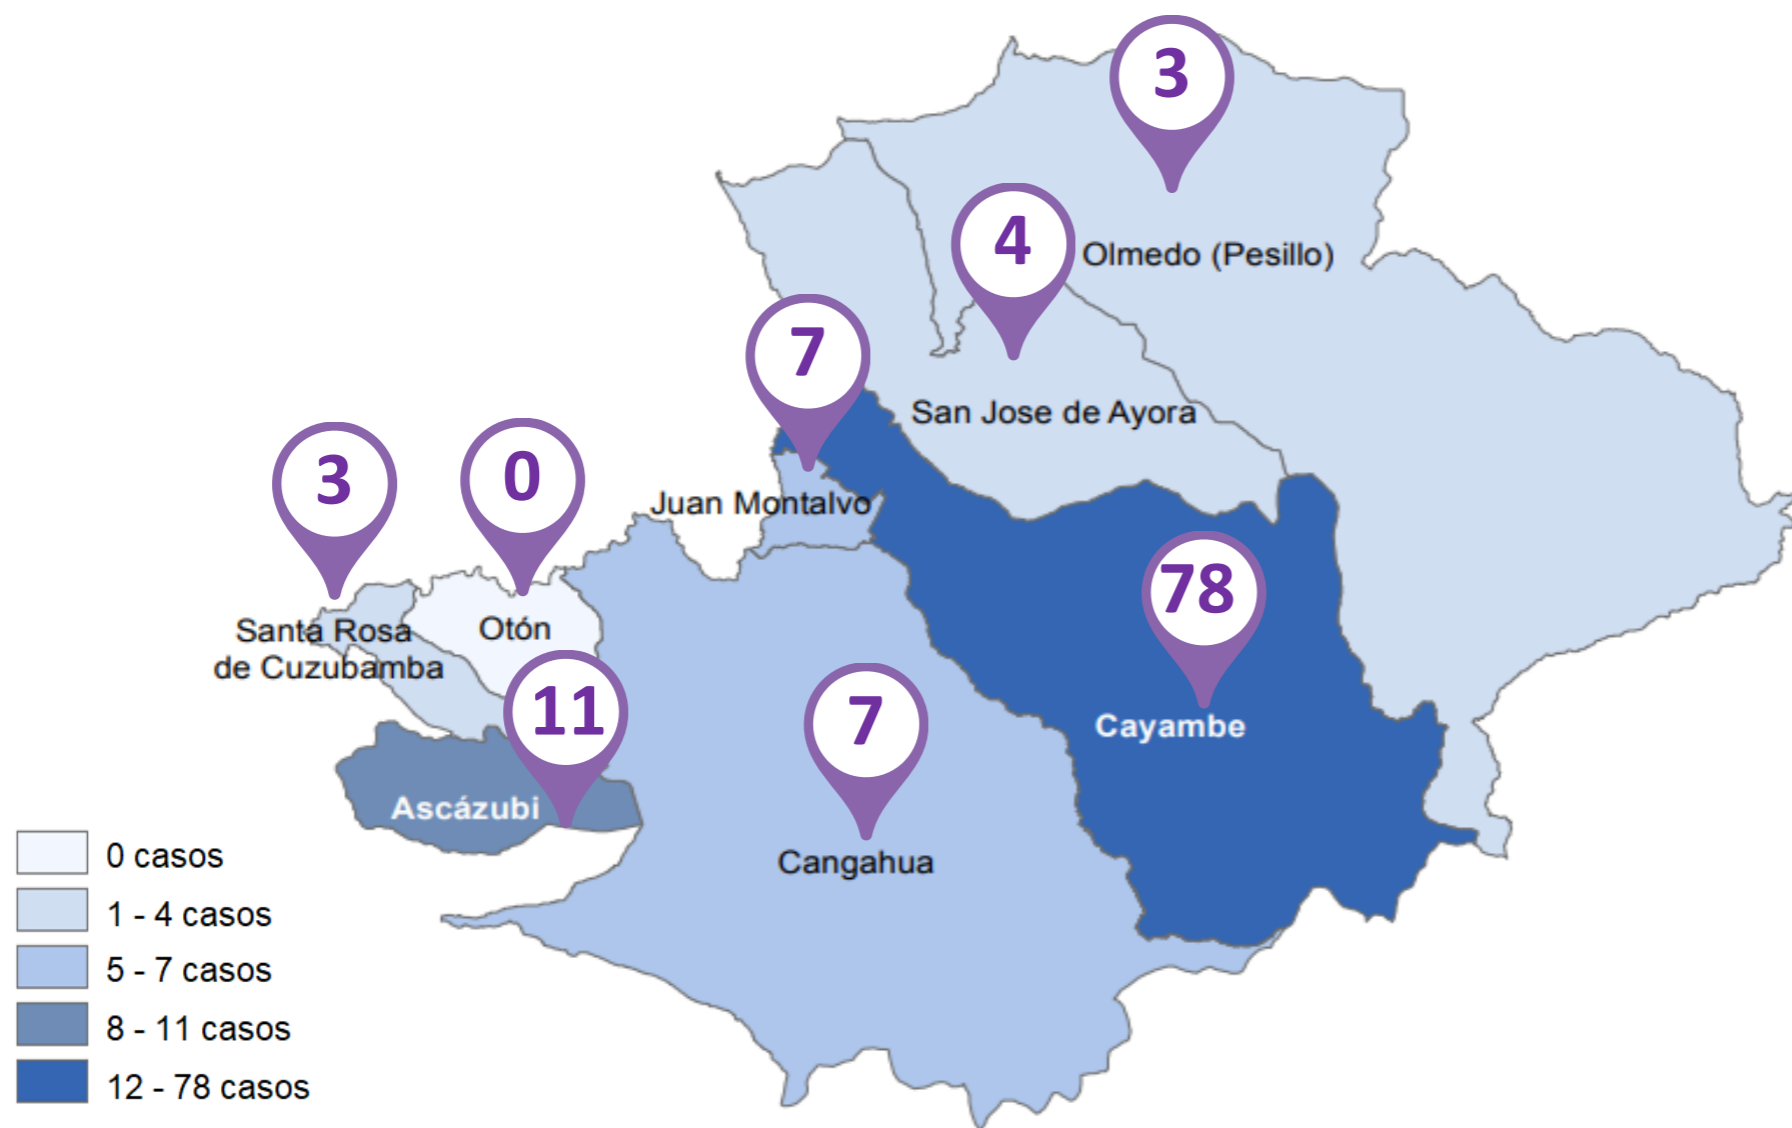 3
4
Olmedo (Pesillo)
7
San Jose de Ayora
3
0
Juan Montalvo
78
Santa Rosa
de Cuzubamba
Otón
11
7
Cayambe
Ascázubi
Cangahua
0 casos
1 - 4 casos
5 - 7 casos
8 - 11 casos
12 - 78 casos